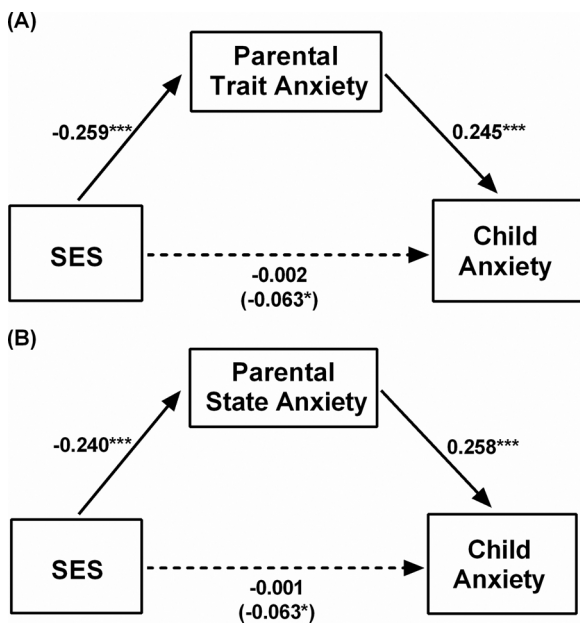 (A)
Parental
Trait Anxiety
-0.259***
0.245***
SES
Child
Anxiety
-0.002
(-0.063*)
(B)
Parental
State Anxiety
-0.240***
0.258***
SES
Child
Anxiety
-0.001
(-0.063*)